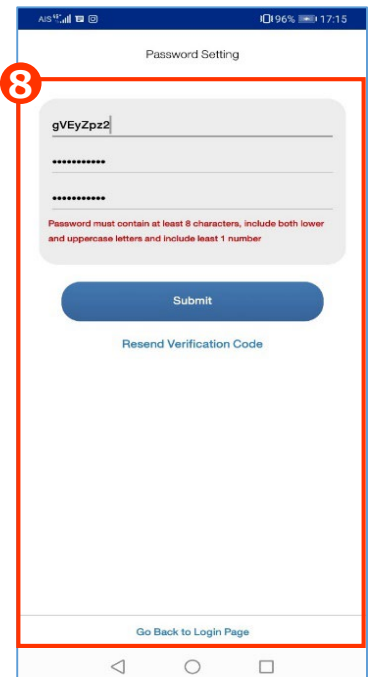 AIS 96% 17:15
Password Setting
8
gVEyZpz2
•••••••••••
•••••••••••
Password must contain at least 8 characters, include both lower
and uppercase letters and include least 1 number
Submit
Resend Verification Code
Go Back to Login Page